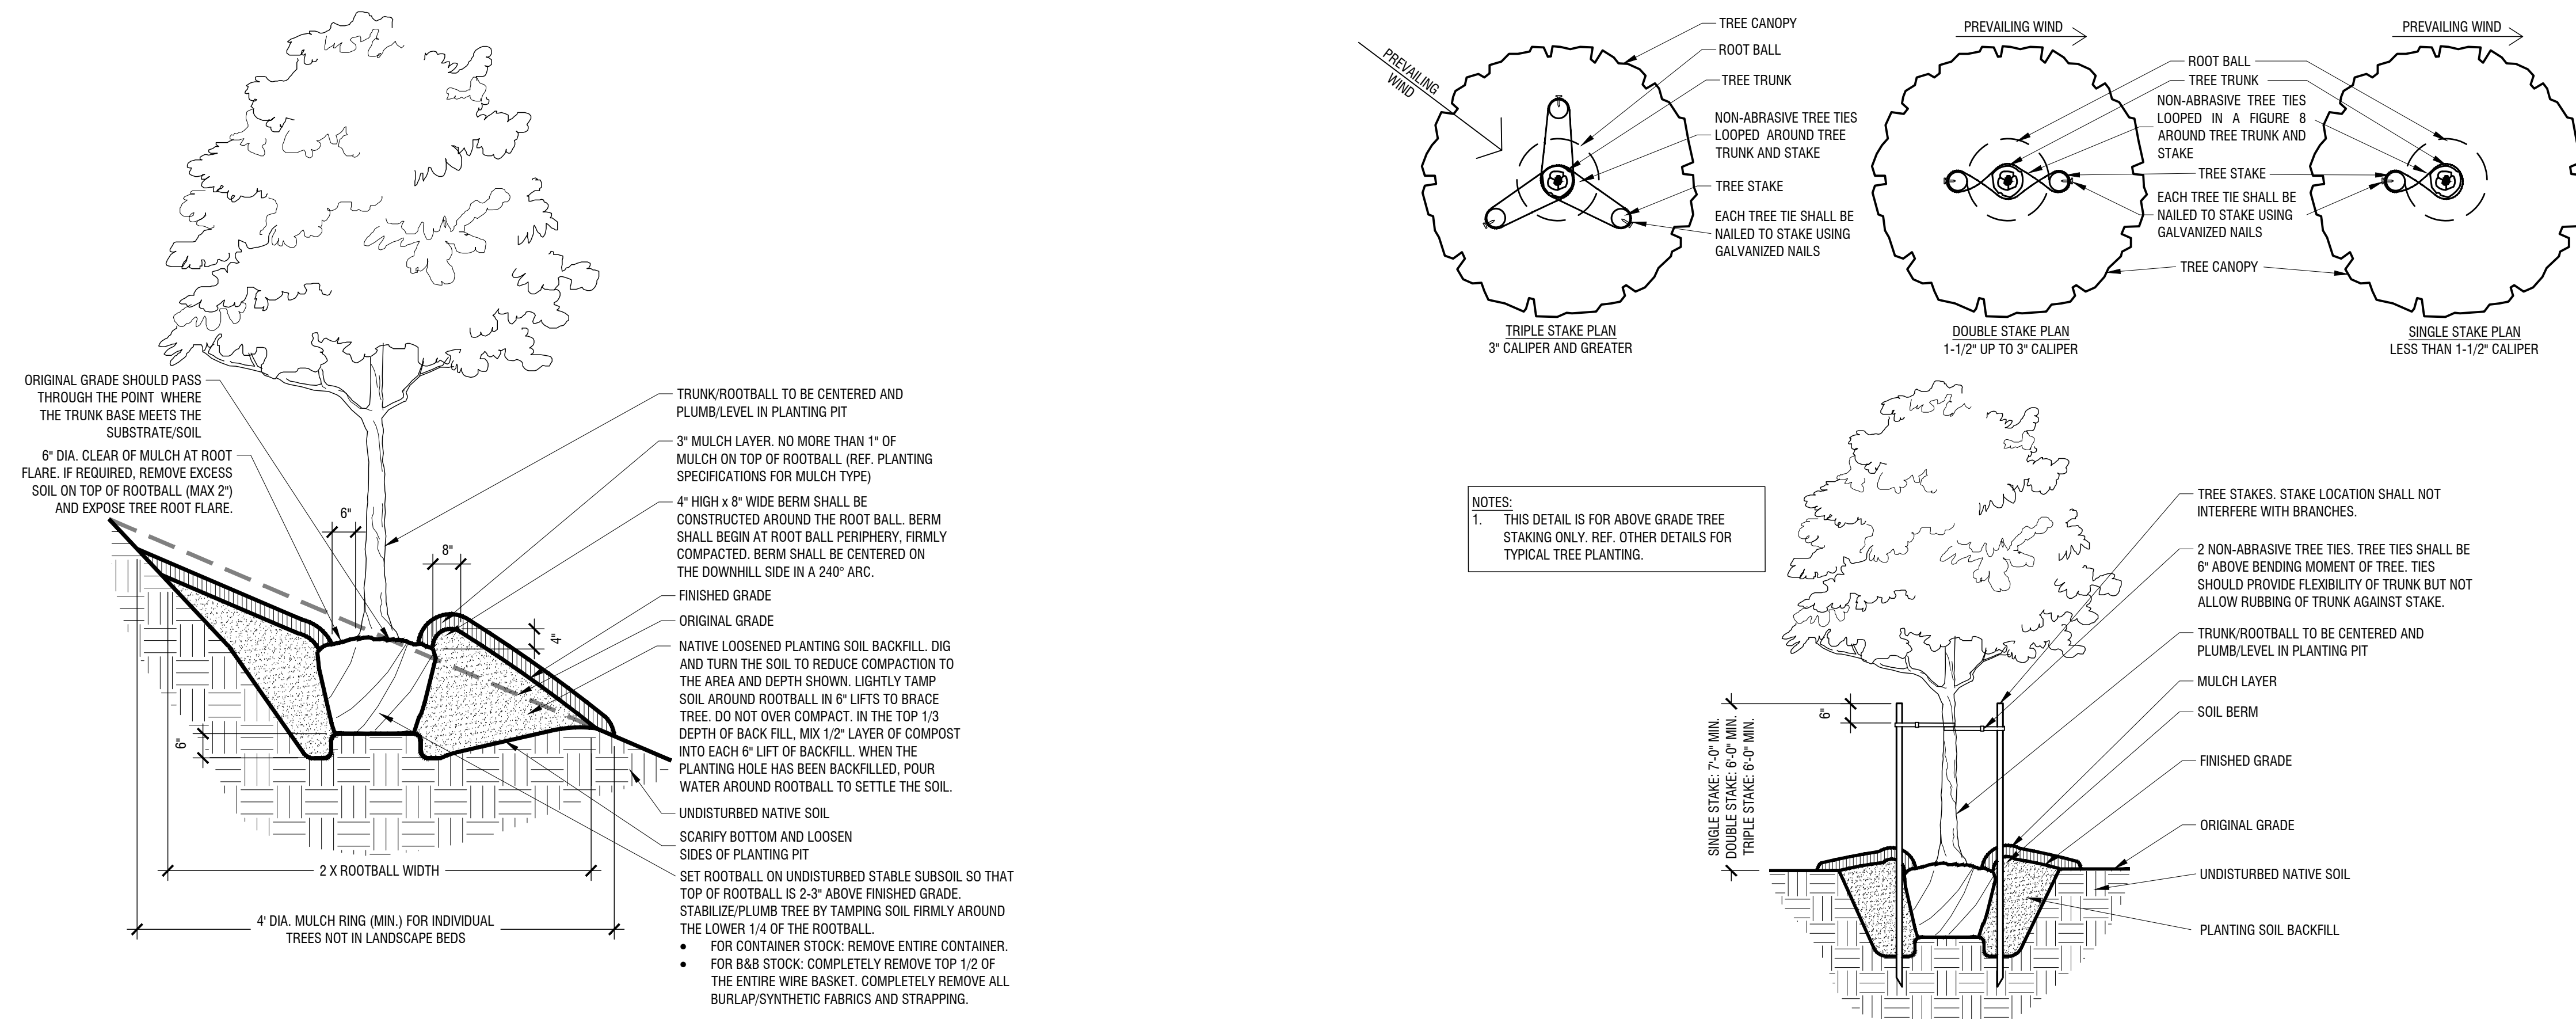 ORIGINAL GRADE SHOULD PASS
THROUGH THE POINT WHERE
THE TRUNK BASE MEETS THE
SUBSTRATE/SOIL
6" DIA. CLEAR OF MULCH AT ROOT
FLARE. IF REQUIRED, REMOVE EXCESS
SOIL ON TOP OF ROOTBALL (MAX 2")
AND EXPOSE TREE ROOT FLARE.
6"
8"
4"
6"
2 X ROOTBALL WIDTH
4' DIA. MULCH RING (MIN.) FOR INDIVIDUAL
TREES NOT IN LANDSCAPE BEDS
TRUNK/ROOTBALL TO BE CENTERED AND
PLUMB/LEVEL IN PLANTING PIT
3" MULCH LAYER. NO MORE THAN 1" OF
MULCH ON TOP OF ROOTBALL (REF. PLANTING
SPECIFICATIONS FOR MULCH TYPE)
4" HIGH x 8" WIDE BERM SHALL BE
CONSTRUCTED AROUND THE ROOT BALL. BERM
SHALL BEGIN AT ROOT BALL PERIPHERY, FIRMLY
COMPACTED. BERM SHALL BE CENTERED ON
THE DOWNHILL SIDE IN A 240° ARC.
FINISHED GRADE
ORIGINAL GRADE
NATIVE LOOSENED PLANTING SOIL BACKFILL. DIG
AND TURN THE SOIL TO REDUCE COMPACTION TO
THE AREA AND DEPTH SHOWN. LIGHTLY TAMP
SOIL AROUND ROOTBALL IN 6" LIFTS TO BRACE
TREE. DO NOT OVER COMPACT. IN THE TOP 1/3
DEPTH OF BACK FILL, MIX 1/2" LAYER OF COMPOST
INTO EACH 6" LIFT OF BACKFILL. WHEN THE
PLANTING HOLE HAS BEEN BACKFILLED, POUR
WATER AROUND ROOTBALL TO SETTLE THE SOIL.
UNDISTURBED NATIVE SOIL
SCARIFY BOTTOM AND LOOSEN
SIDES OF PLANTING PIT
SET ROOTBALL ON UNDISTURBED STABLE SUBSOIL SO THAT
TOP OF ROOTBALL IS 2-3" ABOVE FINISHED GRADE.
STABILIZE/PLUMB TREE BY TAMPING SOIL FIRMLY AROUND
THE LOWER 1/4 OF THE ROOTBALL.
• FOR CONTAINER STOCK: REMOVE ENTIRE CONTAINER.
• FOR B&B STOCK: COMPLETELY REMOVE TOP 1/2 OF
THE ENTIRE WIRE BASKET. COMPLETELY REMOVE ALL
BURLAP/SYNTHETIC FABRICS AND STRAPPING.
PREVAILING
WIND
TREE CANOPY
ROOT BALL
TREE TRUNK
NON-ABRASIVE TREE TIES
LOOPED AROUND TREE
TRUNK AND STAKE
TREE STAKE
EACH TREE TIE SHALL BE
NAILED TO STAKE USING
GALVANIZED NAILS
TRIPLE STAKE PLAN
3" CALIPER AND GREATER
PREVAILING WIND
ROOT BALL
TREE TRUNK
NON-ABRASIVE TREE TIES
LOOPED IN A FIGURE 8
AROUND TREE TRUNK AND
STAKE
TREE STAKE
EACH TREE TIE SHALL BE
NAILED TO STAKE USING
GALVANIZED NAILS
TREE CANOPY
DOUBLE STAKE PLAN
1-1/2" UP TO 3" CALIPER
PREVAILING WIND
SINGLE STAKE PLAN
LESS THAN 1-1/2" CALIPER
NOTES:
1. THIS DETAIL IS FOR ABOVE GRADE TREE
STAKING ONLY. REF. OTHER DETAILS FOR
TYPICAL TREE PLANTING.
SINGLE STAKE: 7'-0" MIN.
DOUBLE STAKE: 6'-0" MIN.
TRIPLE STAKE: 6'-0" MIN.
6"
TREE STAKES. STAKE LOCATION SHALL NOT
INTERFERE WITH BRANCHES.
2 NON-ABRASIVE TREE TIES. TREE TIES SHALL BE
6" ABOVE BENDING MOMENT OF TREE. TIES
SHOULD PROVIDE FLEXIBILITY OF TRUNK BUT NOT
ALLOW RUBBING OF TRUNK AGAINST STAKE.
TRUNK/ROOTBALL TO BE CENTERED AND
PLUMB/LEVEL IN PLANTING PIT
MULCH LAYER
SOIL BERM
FINISHED GRADE
ORIGINAL GRADE
UNDISTURBED NATIVE SOIL
PLANTING SOIL BACKFILL